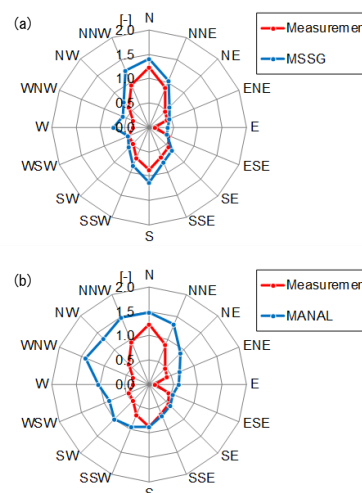 (a)
[-]
N
NNE
NE
ENE
E
ESE
SE
SSE
S
SSW
SW
WSW
W
WNW
NW
NNW
2.0
1.5
1.0
0.5
0.0
Measurement
MSSG
(b)
[-]
N
NNE
NE
ENE
E
ESE
SE
SSE
S
SSW
SW
WSW
W
WNW
NW
NNW
2.0
1.5
1.0
0.5
0.0
Measurement
MANAL